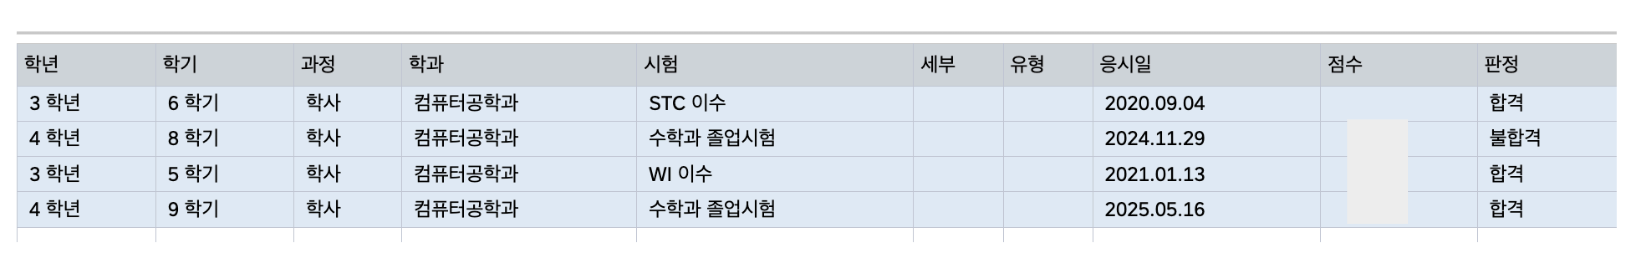 학년 학기 과정 학과 시험 세부 유형 응시일 점수 판정
3 학년 6 학기 학사 컴퓨터공학과 STC 이수 2020.09.04 합격
4 학년 8 학기 학사 컴퓨터공학과 수학과 졸업시험 2024.11.29 불합격
3 학년 5 학기 학사 컴퓨터공학과 WI 이수 2021.01.13 합격
4 학년 9 학기 학사 컴퓨터공학과 수학과 졸업시험 2025.05.16 합격